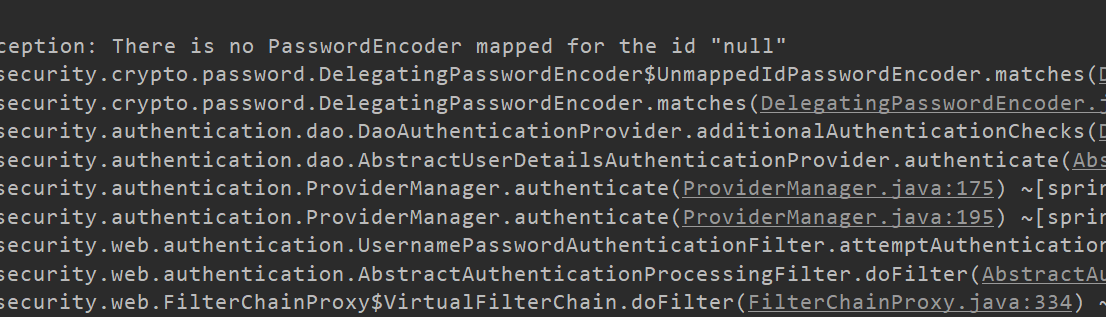 ception: There is no PasswordEncoder mapped for the id "null"
security.crypto.password.DelegatingPasswordEncoder$UnmappedIdPasswordEncoder.matches(D
security.crypto.password.DelegatingPasswordEncoder.matches(DelegatingPasswordEncoder.j
security.authentication.dao.DaoAuthenticationProvider.additionalAuthenticationChecks(D
security.authentication.dao.AbstractUserDetailsAuthenticationProvider.authenticate(Abs
security.authentication.ProviderManager.authenticate(ProviderManager.java:175) ~[sprin
security.authentication.ProviderManager.authenticate(ProviderManager.java:195) ~[sprin
security.web.authentication.UsernamePasswordAuthenticationFilter.attemptAuthentication
security.web.authentication.AbstractAuthenticationProcessingFilter.doFilter(AbstractAu
security.web.FilterChainProxy$VirtualFilterChain.doFilter(FilterChainProxy.java:334) ~